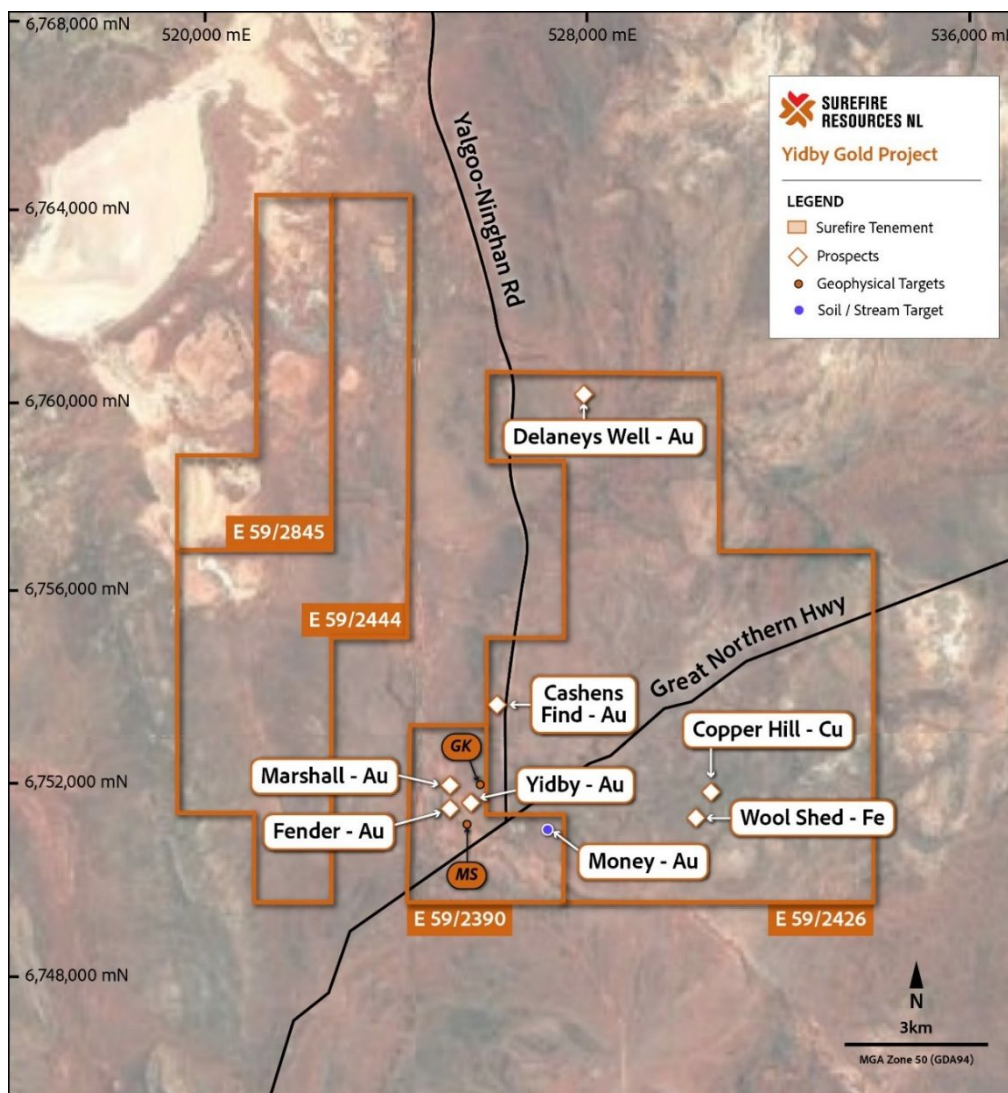 6,768,000 mN
520,000 mE
528,000 mE
536,000 mE
SUREFIRE
RESOURCES NL
Yidby Gold Project
LEGEND
Surefire Tenement
Prospects
Geophysical Targets
Soil / Stream Target
Yalgoo-Ninghan Rd
6,764,000 mN
6,760,000 mN
Delaneys Well - Au
E 59/2845
6,756,000 mN
E 59/2444
Great Northern Hwy
Cashens
Find - Au
Copper Hill - Cu
GK
6,752,000 mN
Marshall - Au
Yidby - Au
Fender - Au
Wool Shed - Fe
MS
Money - Au
E 59/2390
E 59/2426
6,748,000 mN
N
3km
MGA Zone 50 (GDA94)